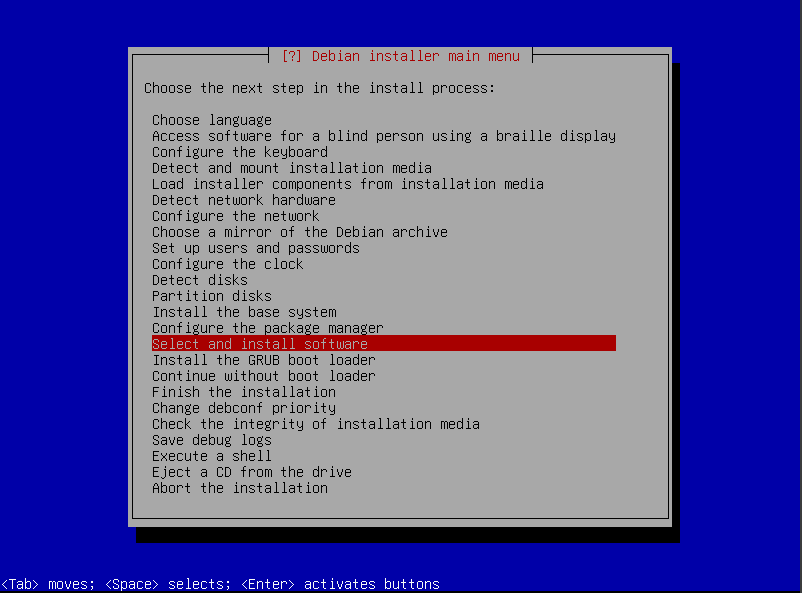 [?] Debian installer main menu
Choose the next step in the install process:
Choose language
Access software for a blind person using a braille display
Configure the keyboard
Detect and mount installation media
Load installer components from installation media
Detect network hardware
Configure the network
Choose a mirror of the Debian archive
Set up users and passwords
Configure the clock
Detect disks
Partition disks
Install the base system
Configure the package manager
Select and install software
Install the GRUB boot loader
Continue without boot loader
Finish the installation
Change debconf priority
Check the integrity of installation media
Save debug logs
Execute a shell
Eject a CD from the drive
Abort the installation
<Tab> moves; <Space> selects; <Enter> activates buttons